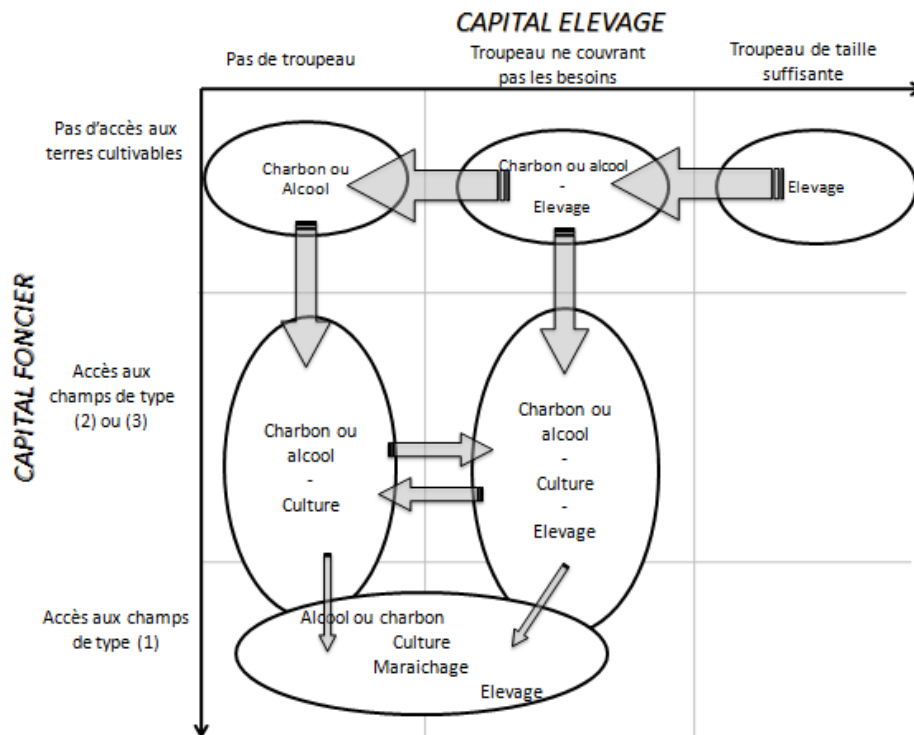 CAPITAL ELEVAGE
Pas de troupeau
Troupeau ne couvrant
pas les besoins
Troupeau de taille
suffisante
CAPITAL FONCIER
Pas d'accès aux
terres cultivables
Charbon ou
Alcool
Charbon ou alcool
-
Elevage
Elevage
Accès aux
champs de type
(2) ou (3)
Charbon ou
alcool
-
Culture
Charbon ou
alcool
-
Culture
-
Elevage
Accès aux champs
de type (1)
Alcool ou charbon
Culture
Maraichage
Elevage